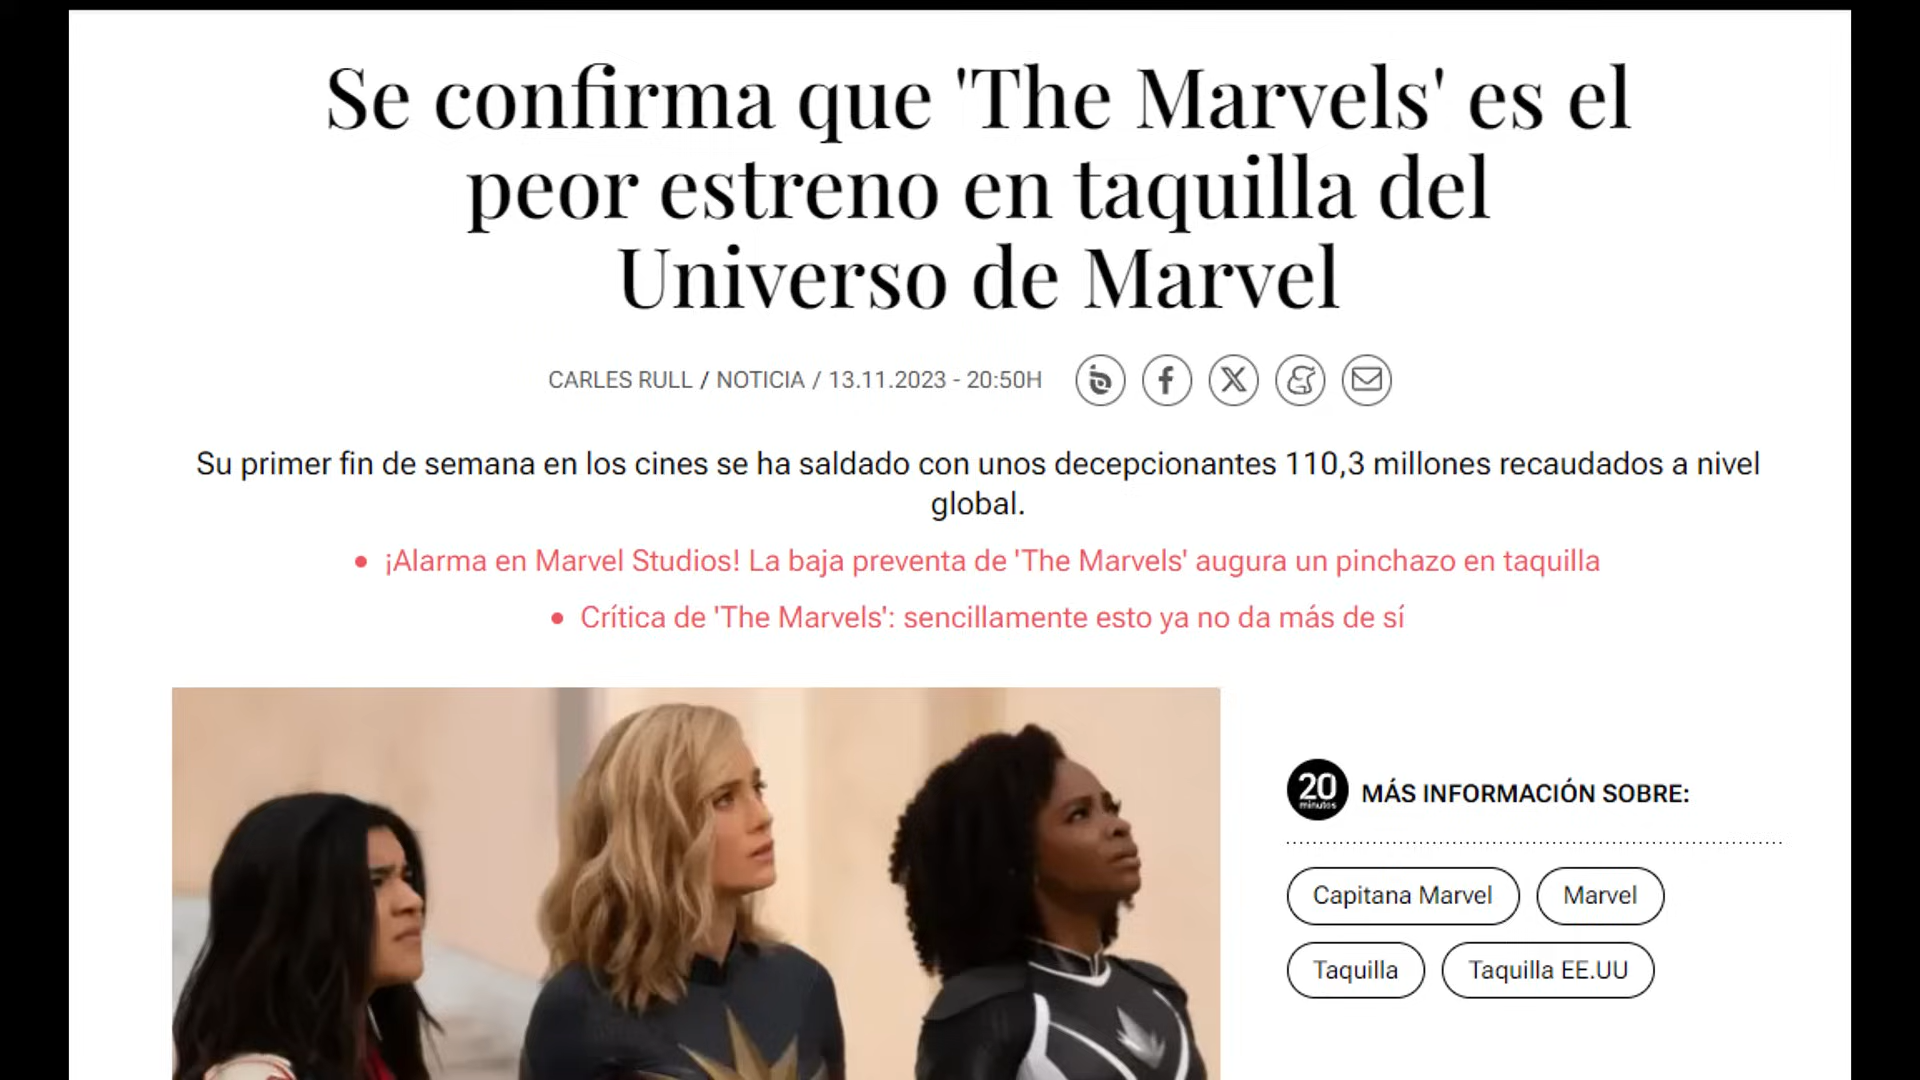 Se confirma que 'The Marvels' es el
peor estreno en taquilla del
Universo de Marvel
CARLES RULL / NOTICIA / 13.11.2023 - 20:50H
Su primer fin de semana en los cines se ha saldado con unos decepcionantes 110,3 millones recaudados a nivel
global.
• ¡Alarma en Marvel Studios! La baja preventa de 'The Marvels' augura un pinchazo en taquilla
• Crítica de 'The Marvels': sencillamente esto ya no da más de sí
20
minutos
MÁS INFORMACIÓN SOBRE:
Capitana Marvel
Marvel
Taquilla
Taquilla EE.UU